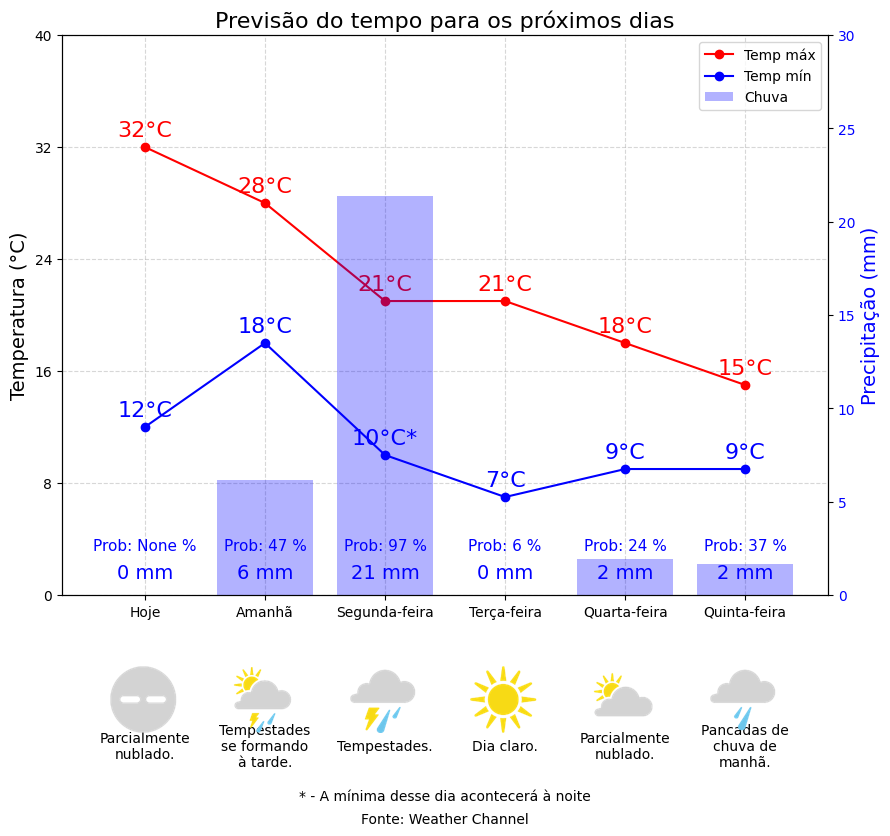 Previsão do tempo para os próximos dias
40
30
Temp máx
Temp mín
Chuva
32°C
28°C
21°C
21°C
18°C
15°C
12°C
18°C
10°C*
7°C
9°C
9°C
32
24
16
8
0
25
20
15
10
5
0
Temperatura (°C)
Precipitação (mm)
Prob: None %
Prob: 47 %
Prob: 97 %
Prob: 6 %
Prob: 24 %
Prob: 37 %
0 mm
6 mm
21 mm
0 mm
2 mm
2 mm
Hoje
Amanhã
Segunda-feira
Terça-feira
Quarta-feira
Quinta-feira
Parcialmente
nublado.
Tempestades
se formando
à tarde.
Tempestades.
Dia claro.
Parcialmente
nublado.
Pancadas de
chuva de
manhã.
* - A mínima desse dia acontecerá à noite
Fonte: Weather Channel